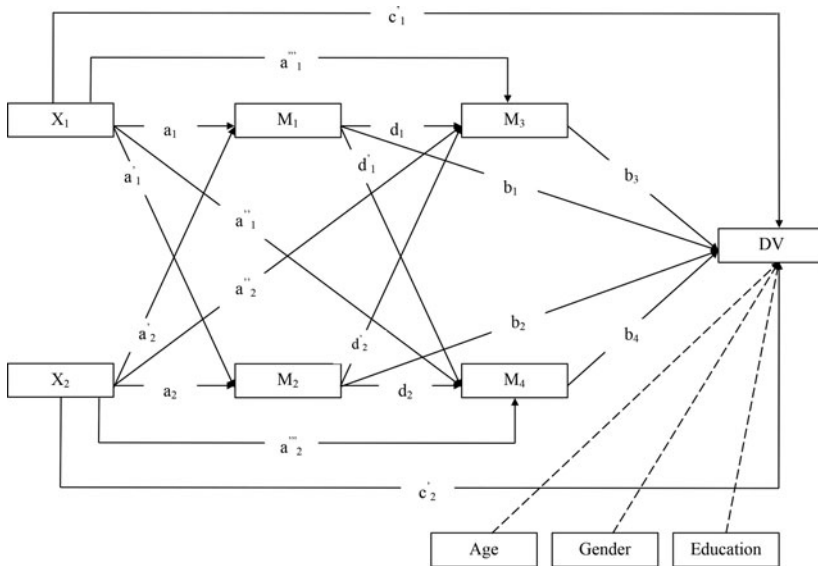 c'₁
a'''₁
X₁
a₁
M₁
d₁
M₃
a'₁
d'₁
b₁
b₃
a''₁
DV
a''₂
a'₂
d'₂
b₂
b₄
X₂
a₂
M₂
d₂
M₄
a'''₂
c'₂
Age
Gender
Education